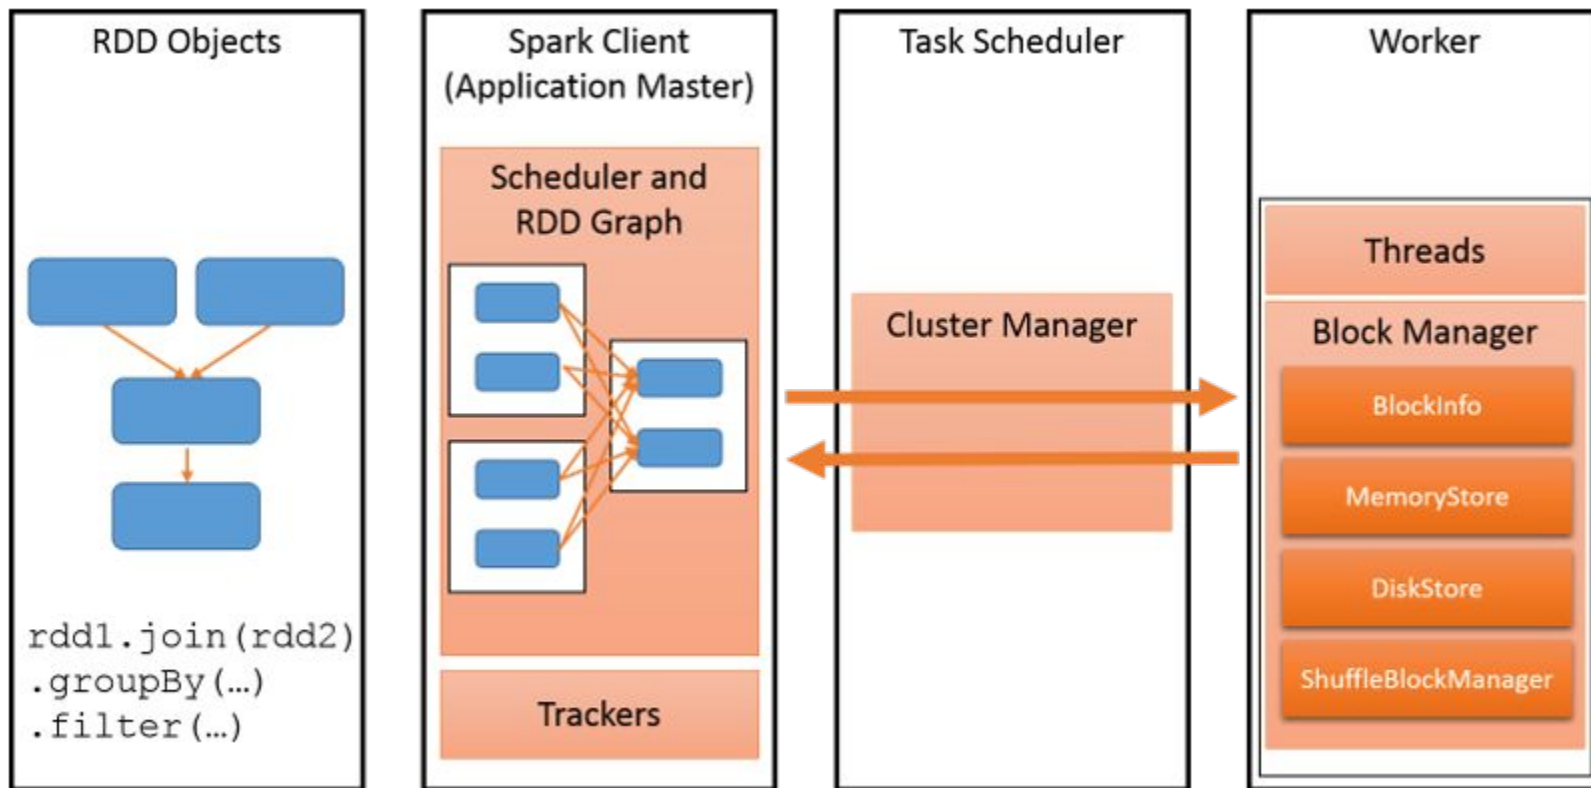 RDD Objects
rdd1.join(rdd2)
.groupBy(…)
.filter(…)
Spark Client
(Application Master)
Scheduler and
RDD Graph
Trackers
Task Scheduler
Cluster Manager
Worker
Threads
Block Manager
BlockInfo
MemoryStore
DiskStore
ShuffleBlockManager